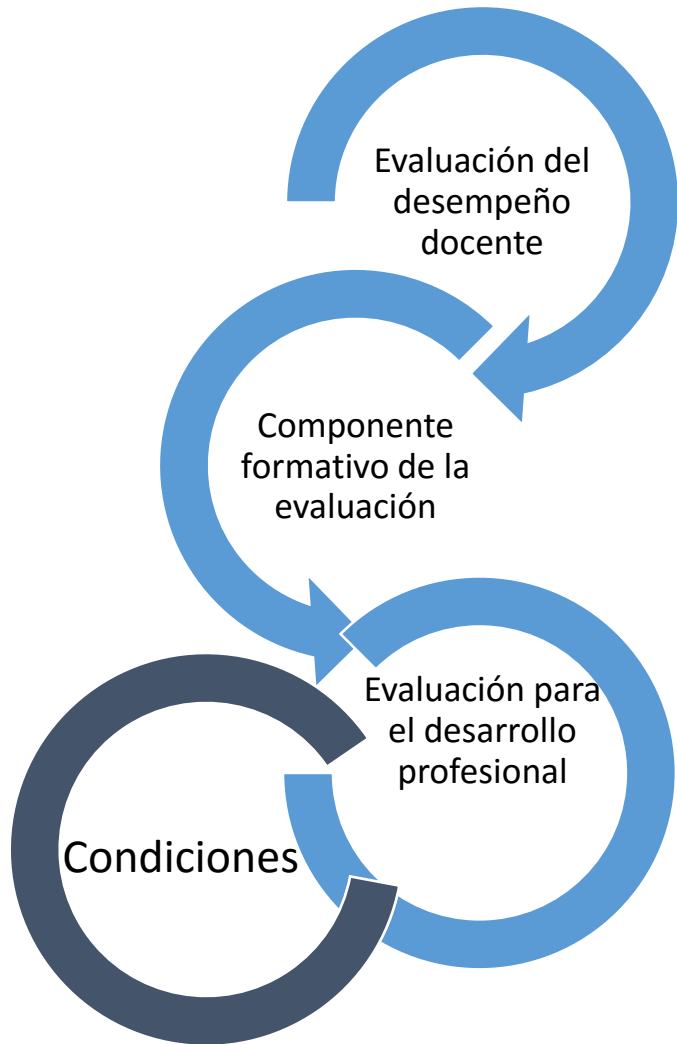 Evaluación del
desempeño
docente
Componente
formativo de la
evaluación
Evaluación para
el desarrollo
profesional
Condiciones